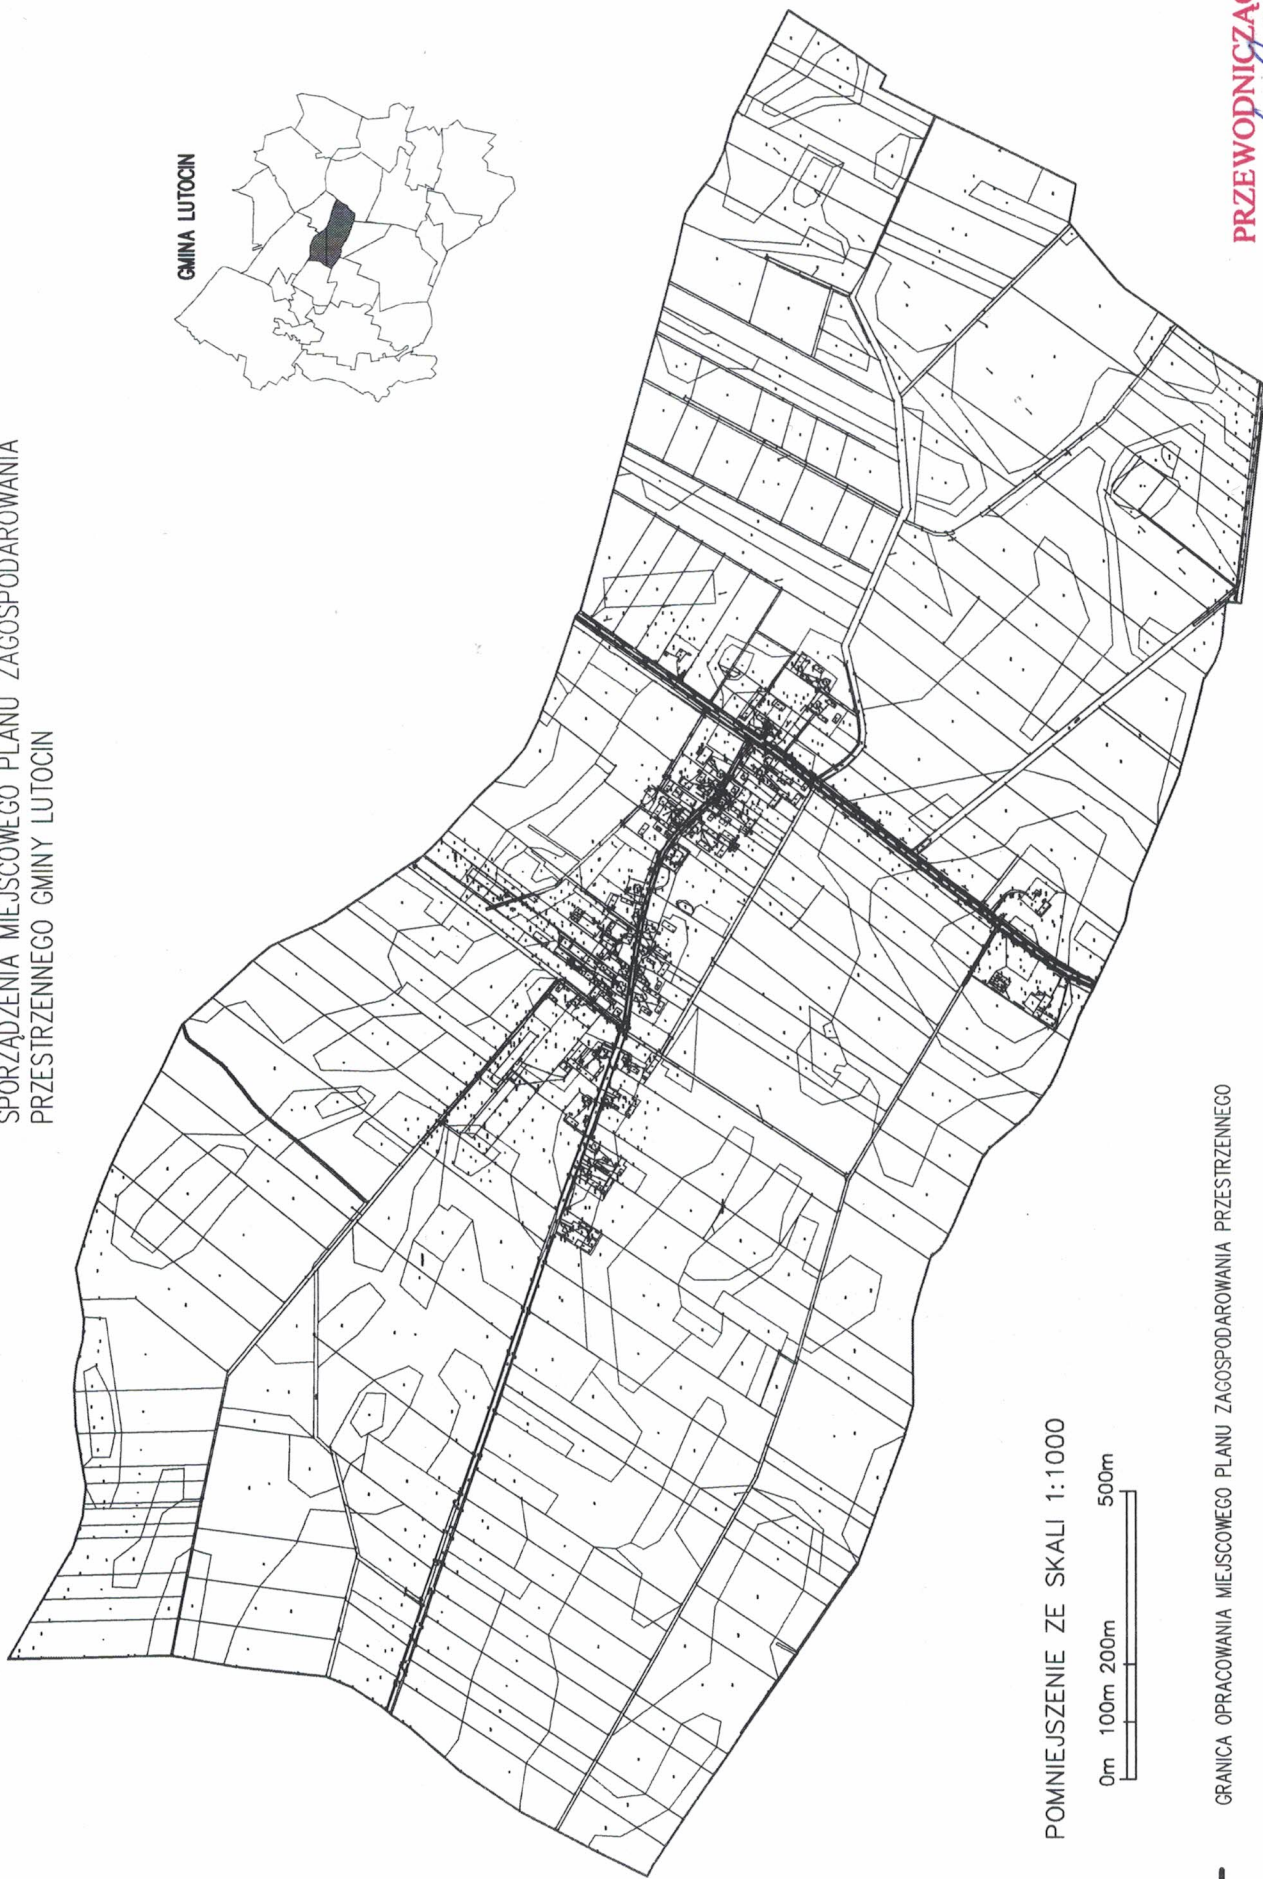 SPORZĄDZENIA MIEJSCOWEGO PLANU ZAGOSPODAROWANIA
PRZESTRZENNEGO GMINY LUTOCIN
GMINA LUTOCIN
POMNIEJSZENIE ZE SKALI 1:1000
0m 100m 200m 500m
GRANICA OPRACOWANIA MIEJSCOWEGO PLANU ZAGOSPODAROWANIA PRZESTRZENNEGO
PRZEWODNICZĄC